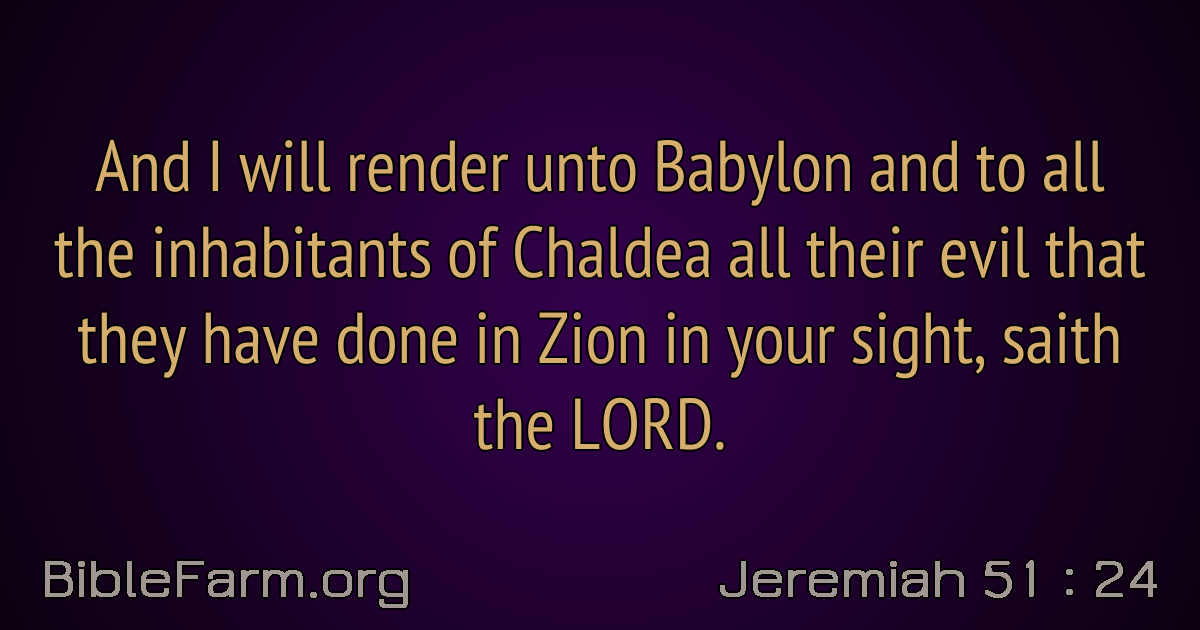 And I will render unto Babylon and to all
the inhabitants of Chaldea all their evil that
they have done in Zion in your sight, saith
the LORD.
BibleFarm.org
Jeremiah 51 : 24